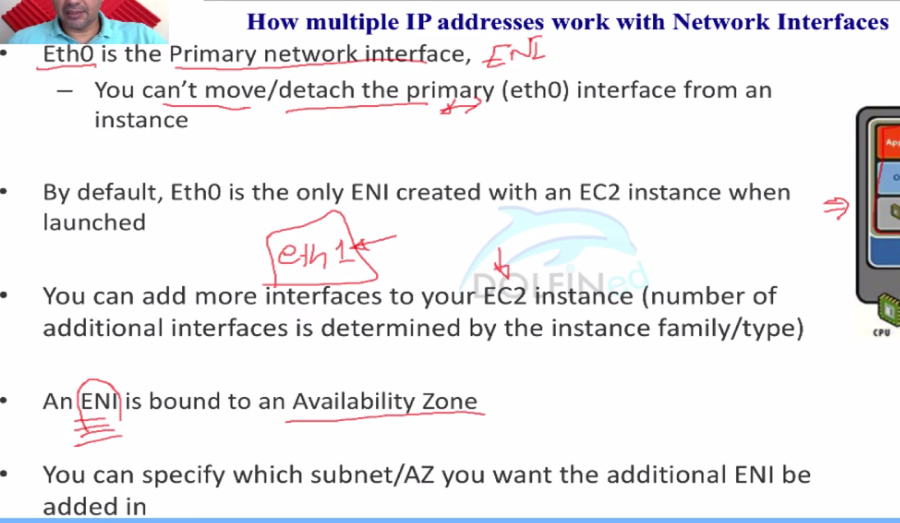 How multiple IP addresses work with Network Interfaces
• Eth0 is the Primary network interface, ENI
– You can't move/detach the primary (eth0) interface from an
instance
• By default, Eth0 is the only ENI created with an EC2 instance when
launched
eth 1
DOLFINed
• You can add more interfaces to your EC2 instance (number of
additional interfaces is determined by the instance family/type)
CPU
• An ENI is bound to an Availability Zone
• You can specify which subnet/AZ you want the additional ENI be
added in